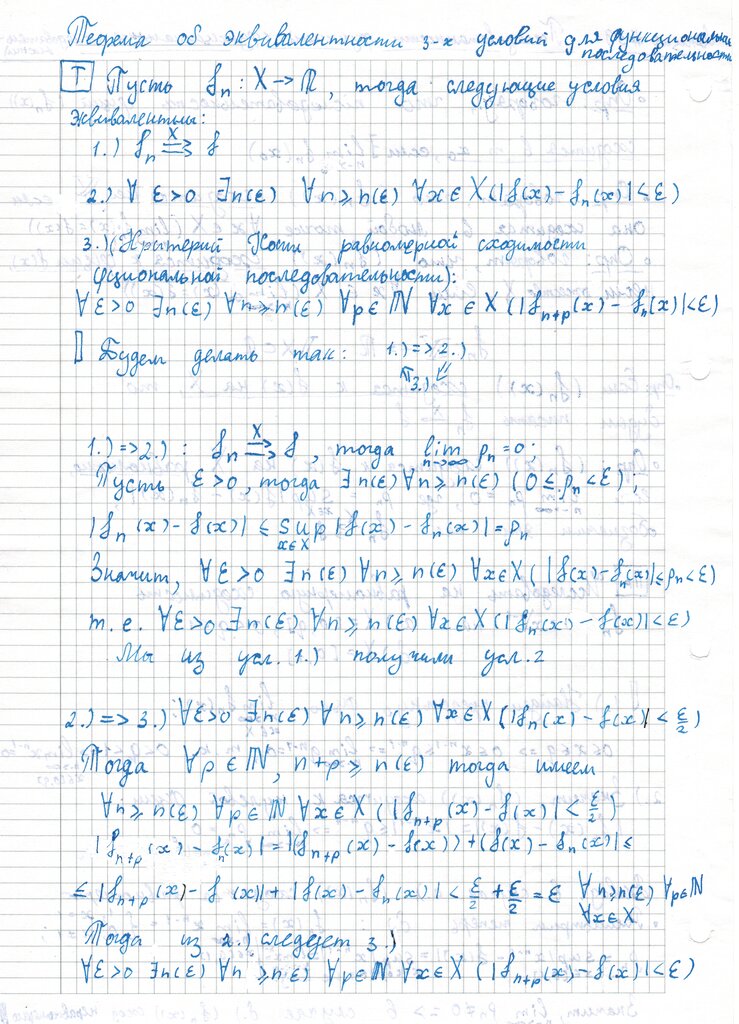 Теорема об эквивалентности 3-х условий для функциональной
последовательности
Т Пусть fₙ : X → ℝ, тогда следующие условия
эквивалентны:
1.) fₙ ⇉ˣ f
2.) ∀ ε>0 ∃n(ε) ∀n≥n(ε) ∀x∈X (|f(x)-fₙ(x)|<ε)
3.) (Критерий Коши равномерной сходимости
функциональной последовательности):
∀ε>0 ∃n(ε) ∀n≥n(ε) ∀p∈ℕ ∀x∈X (|fₙ₊ₚ(x)-fₙ(x)|<ε)
Будем делать так: 1.) => 2.)
⇖ 3.) ⇙
1.) => 2.) : fₙ ⇉ˣ f, тогда lim n→∞ ρₙ=0;
Пусть ε>0, тогда ∃n(ε) ∀n≥n(ε) (0≤ρₙ<ε);
|fₙ(x)-f(x)| ≤ sup x∈X |f(x)-fₙ(x)|=ρₙ
Значит, ∀ε>0 ∃n(ε) ∀n≥n(ε) ∀x∈X (|f(x)-fₙ(x)|≤ρₙ<ε)
т.е. ∀ε>0 ∃n(ε) ∀n≥n(ε) ∀x∈X (|fₙ(x)-f(x)|<ε)
Мы из усл. 1.) получили усл.2
2.) => 3.) ∀ε>0 ∃n(ε) ∀n≥n(ε) ∀x∈X (|fₙ(x)-f(x)| < ε/2)
Тогда ∀p∈ℕ, n+p≥n(ε) тогда имеем
∀n≥n(ε) ∀p∈ℕ ∀x∈X (|fₙ₊ₚ(x)-f(x)| < ε/2)
|fₙ₊ₚ(x)-fₙ(x)|=|(fₙ₊ₚ(x)-f(x))+(f(x)-fₙ(x)| ≤
≤ |fₙ₊ₚ(x)-f(x)|+|f(x)-fₙ(x)| < ε/2 + ε/2 = ε ∀n≥n(ε) ∀p∈ℕ
∀x∈X
Тогда из 2.) следует 3.)
∀ε>0 ∃n(ε) ∀n≥n(ε) ∀p∈ℕ ∀x∈X (|fₙ₊ₚ(x)-f(x)|<ε)